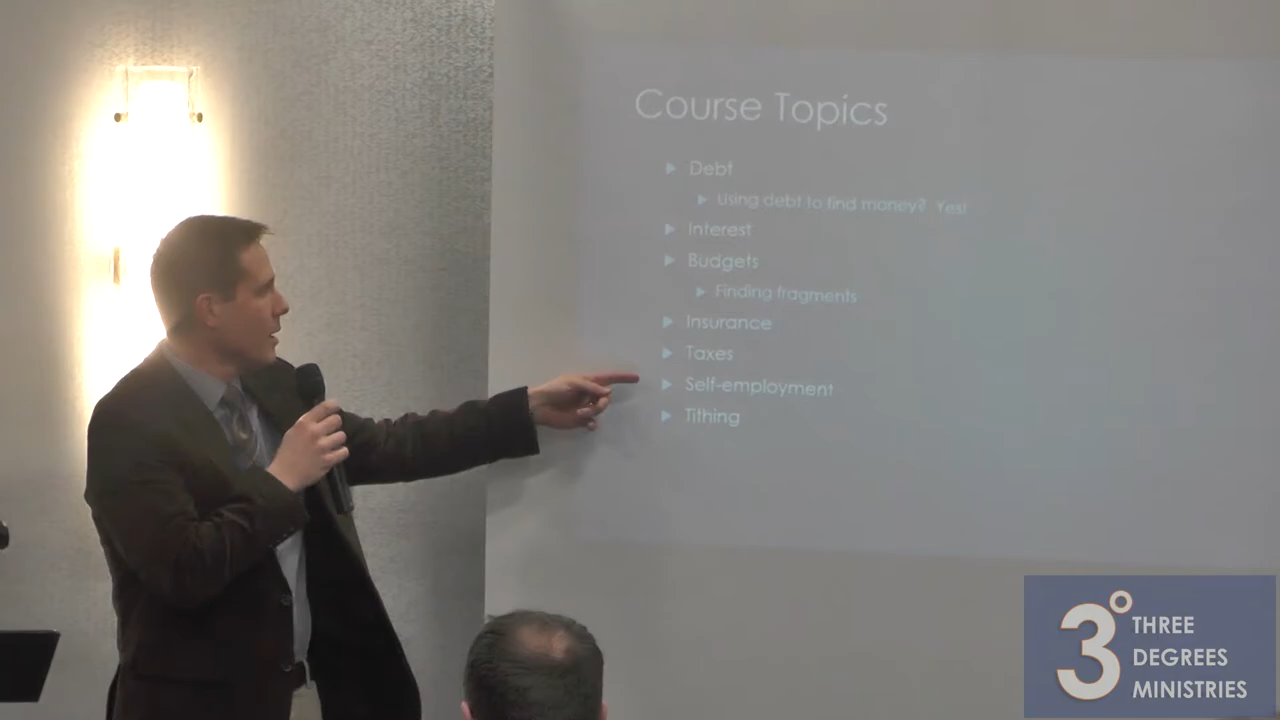 Course Topics
Debt
Using debt to find money? Yes!
Interest
Budgets
Finding fragments
Insurance
Taxes
Self-employment
Tithing
3° THREE
DEGREES
MINISTRIES